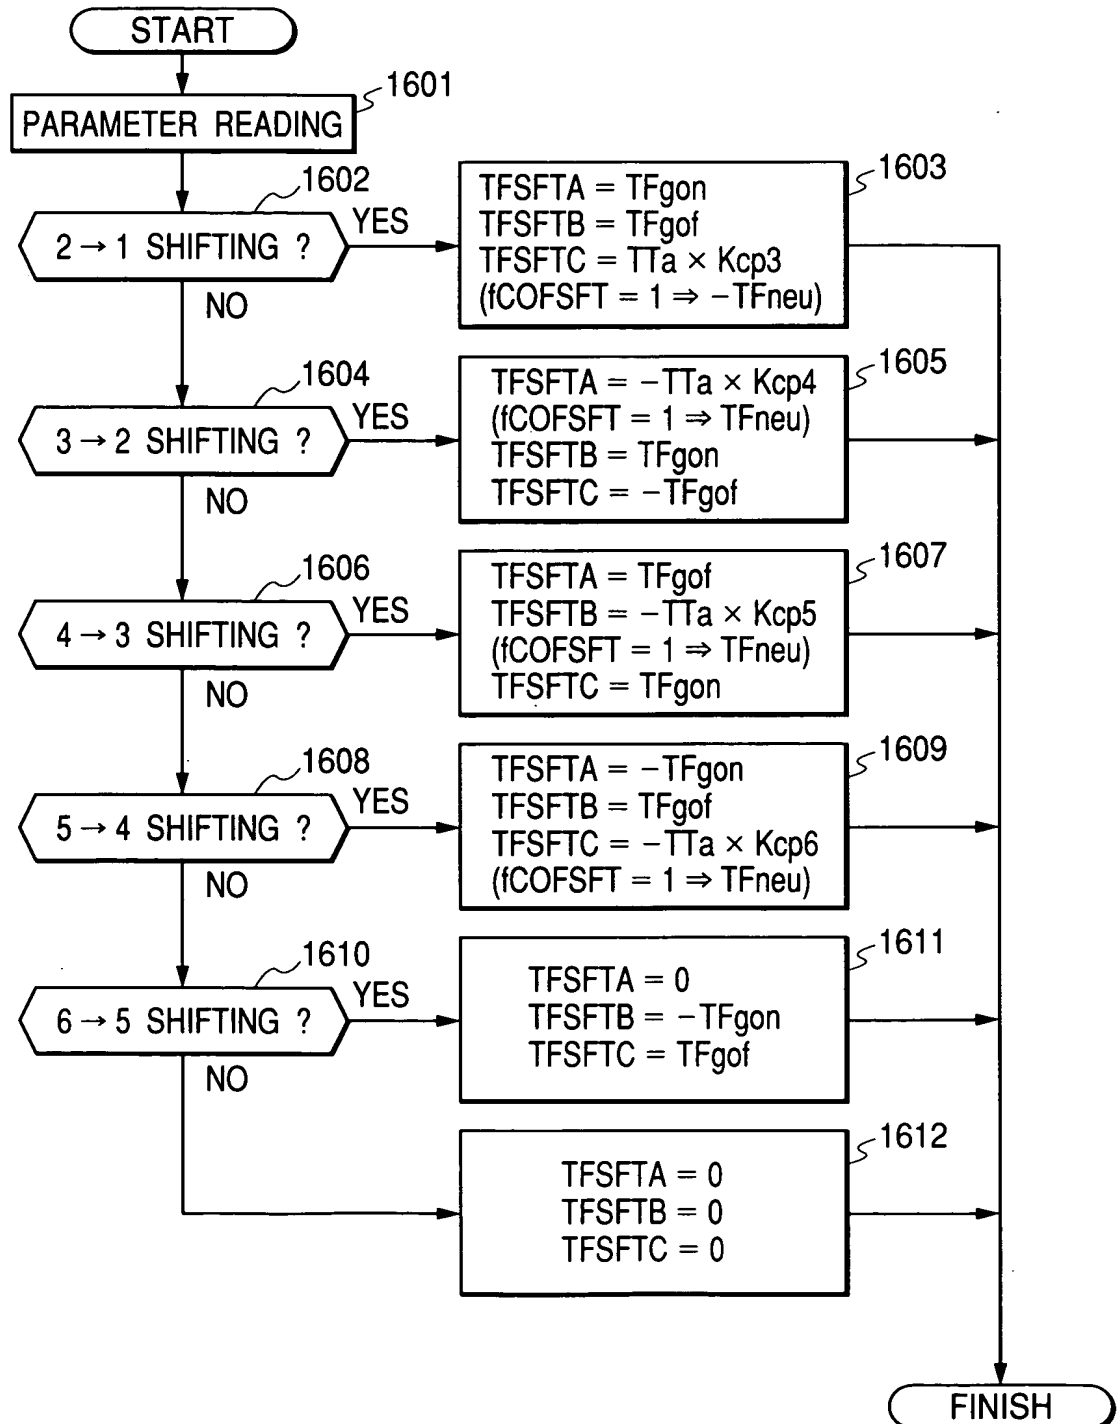 START
1601
PARAMETER READING
1602
2 → 1 SHIFTING ?
YES
NO
1603
TFSFTA = TFgon
TFSFTB = TFgof
TFSFTC = TTa × Kcp3
(fCOFSFT = 1 ⇒ −TFneu)
1604
3 → 2 SHIFTING ?
YES
NO
1605
TFSFTA = −TTa × Kcp4
(fCOFSFT = 1 ⇒ TFneu)
TFSFTB = TFgon
TFSFTC = −TFgof
1606
4 → 3 SHIFTING ?
YES
NO
1607
TFSFTA = TFgof
TFSFTB = −TTa × Kcp5
(fCOFSFT = 1 ⇒ TFneu)
TFSFTC = TFgon
1608
5 → 4 SHIFTING ?
YES
NO
1609
TFSFTA = −TFgon
TFSFTB = TFgof
TFSFTC = −TTa × Kcp6
(fCOFSFT = 1 ⇒ TFneu)
1610
6 → 5 SHIFTING ?
YES
NO
1611
TFSFTA = 0
TFSFTB = −TFgon
TFSFTC = TFgof
1612
TFSFTA = 0
TFSFTB = 0
TFSFTC = 0
FINISH